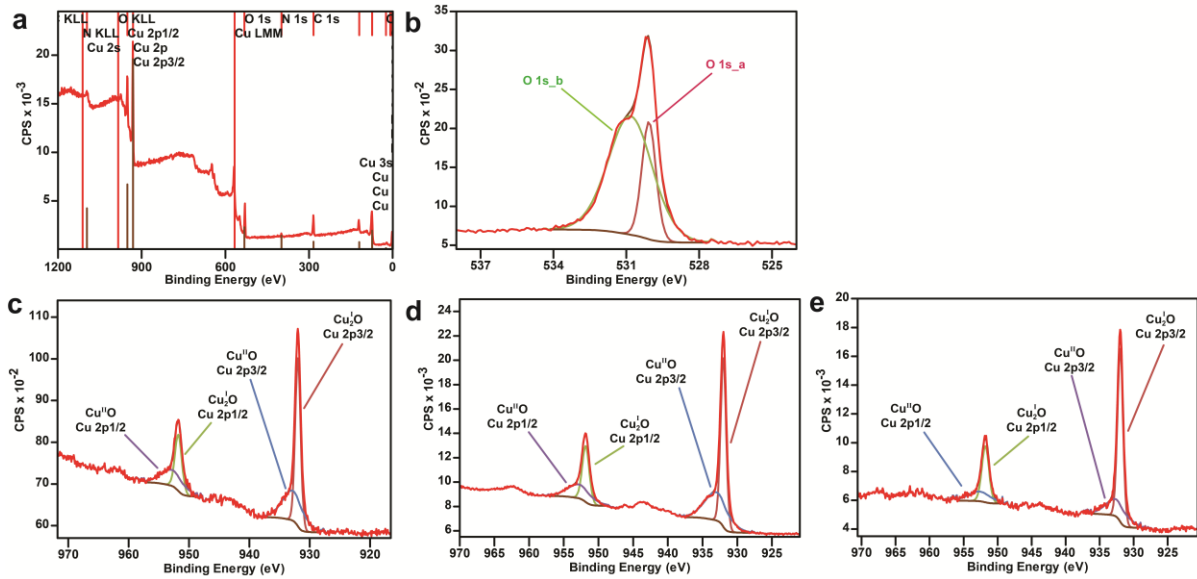 a
C KLL
O KLL
O 1s
N 1s
C 1s
N KLL
Cu 2p1/2
Cu LMM
Cu 2s
Cu 2p
Cu 2p3/2
Cu 3s
Cu
Cu
Cu
20
15
10
5
CPS x 10⁻³
1200
900
600
300
0
Binding Energy (eV)
b
O 1s_b
O 1s_a
35
30
25
20
15
10
5
CPS x 10⁻²
537
534
531
528
525
Binding Energy (eV)
c
Cu₂ᴵO
Cu 2p3/2
CuᴵᴵO
Cu 2p3/2
CuᴵᴵO
Cu 2p1/2
Cu₂ᴵO
Cu 2p1/2
110
100
90
80
70
60
CPS x 10⁻²
970
960
950
940
930
920
Binding Energy (eV)
d
Cu₂ᴵO
Cu 2p3/2
CuᴵᴵO
Cu 2p3/2
CuᴵᴵO
Cu 2p1/2
Cu₂ᴵO
Cu 2p1/2
24
22
20
18
16
14
12
10
8
6
CPS x 10⁻³
970
965
960
955
950
945
940
935
930
925
Binding Energy (eV)
e
Cu₂ᴵO
Cu 2p3/2
CuᴵᴵO
Cu 2p3/2
CuᴵᴵO
Cu 2p1/2
Cu₂ᴵO
Cu 2p1/2
20
18
16
14
12
10
8
6
4
CPS x 10⁻³
970
965
960
955
950
945
940
935
930
925
Binding Energy (eV)